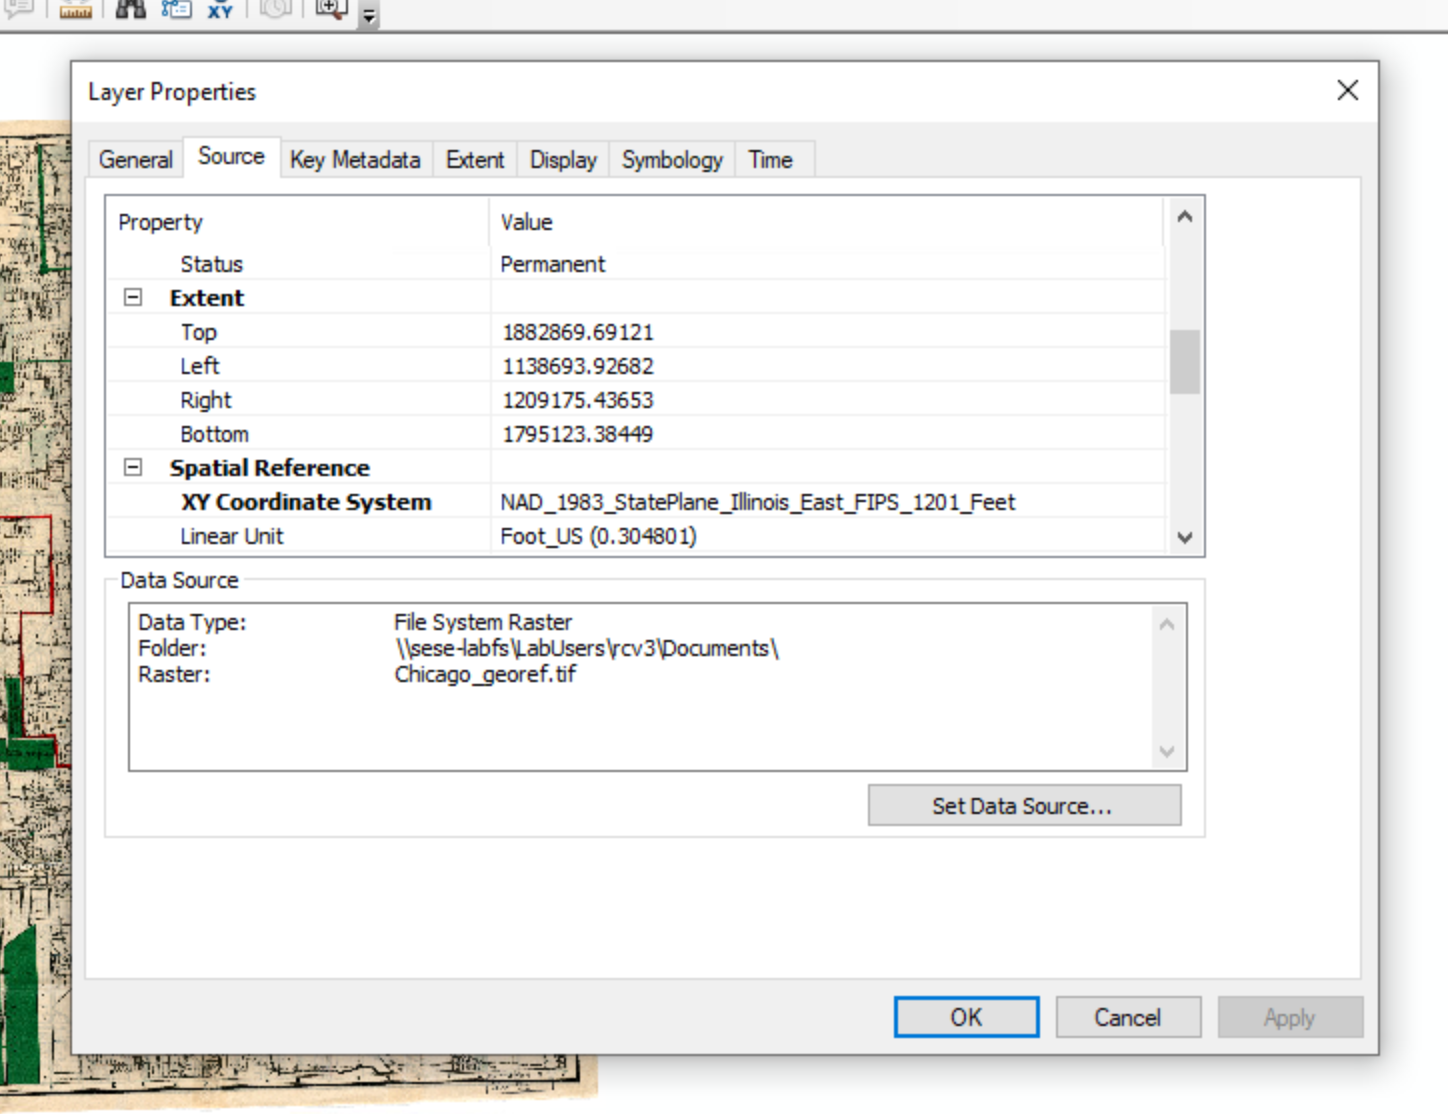 XY
Layer Properties
General Source Key Metadata Extent Display Symbology Time
Property Value
Status Permanent
Extent
Top 1882869.69121
Left 1138693.92682
Right 1209175.43653
Bottom 1795123.38449
Spatial Reference
XY Coordinate System NAD_1983_StatePlane_Illinois_East_FIPS_1201_Feet
Linear Unit Foot_US (0.304801)
Data Source
Data Type: File System Raster
Folder: \\sese-labfs\LabUsers\rcv3\Documents\
Raster: Chicago_georef.tif
Set Data Source...
OK Cancel Apply